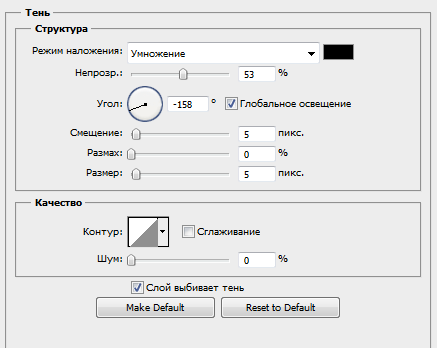 Тень
Структура
Режим наложения: Умножение
Непрозр.: 53 %
Угол: -158 ° Глобальное освещение
Смещение: 5 пикс.
Размах: 0 %
Размер: 5 пикс.
Качество
Контур: Сглаживание
Шум: 0 %
Слой выбивает тень
Make Default Reset to Default